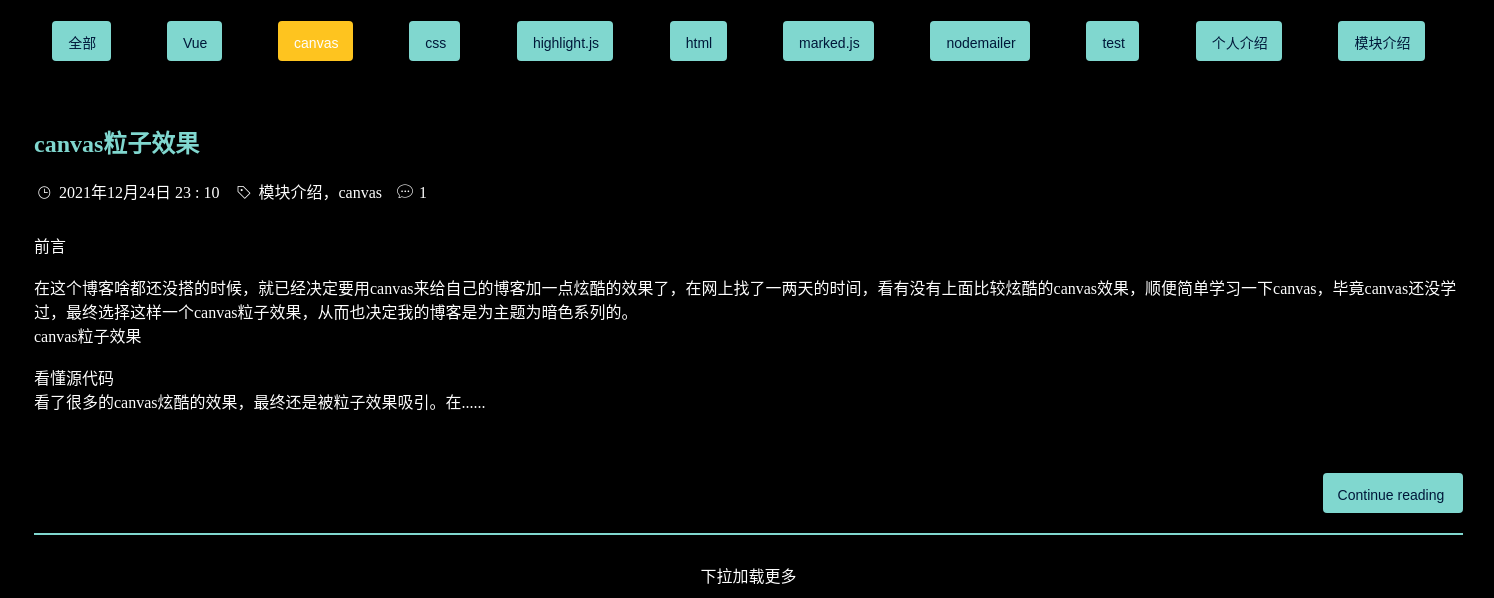 全部 Vue canvas css highlight.js html marked.js nodemailer test 个人介绍 模块介绍
canvas粒子效果
2021年12月24日 23 : 10 模块介绍，canvas 1
前言
在这个博客啥都还没搭的时候，就已经决定要用canvas来给自己的博客加一点炫酷的效果了，在网上找了一两天的时间，看有没有上面比较炫酷的canvas效果，顺便简单学习一下canvas，毕竟canvas还没学
过，最终选择这样一个canvas粒子效果，从而也决定我的博客是为主题为暗色系列的。
canvas粒子效果
看懂源代码
看了很多的canvas炫酷的效果，最终还是被粒子效果吸引。在......
Continue reading
下拉加载更多